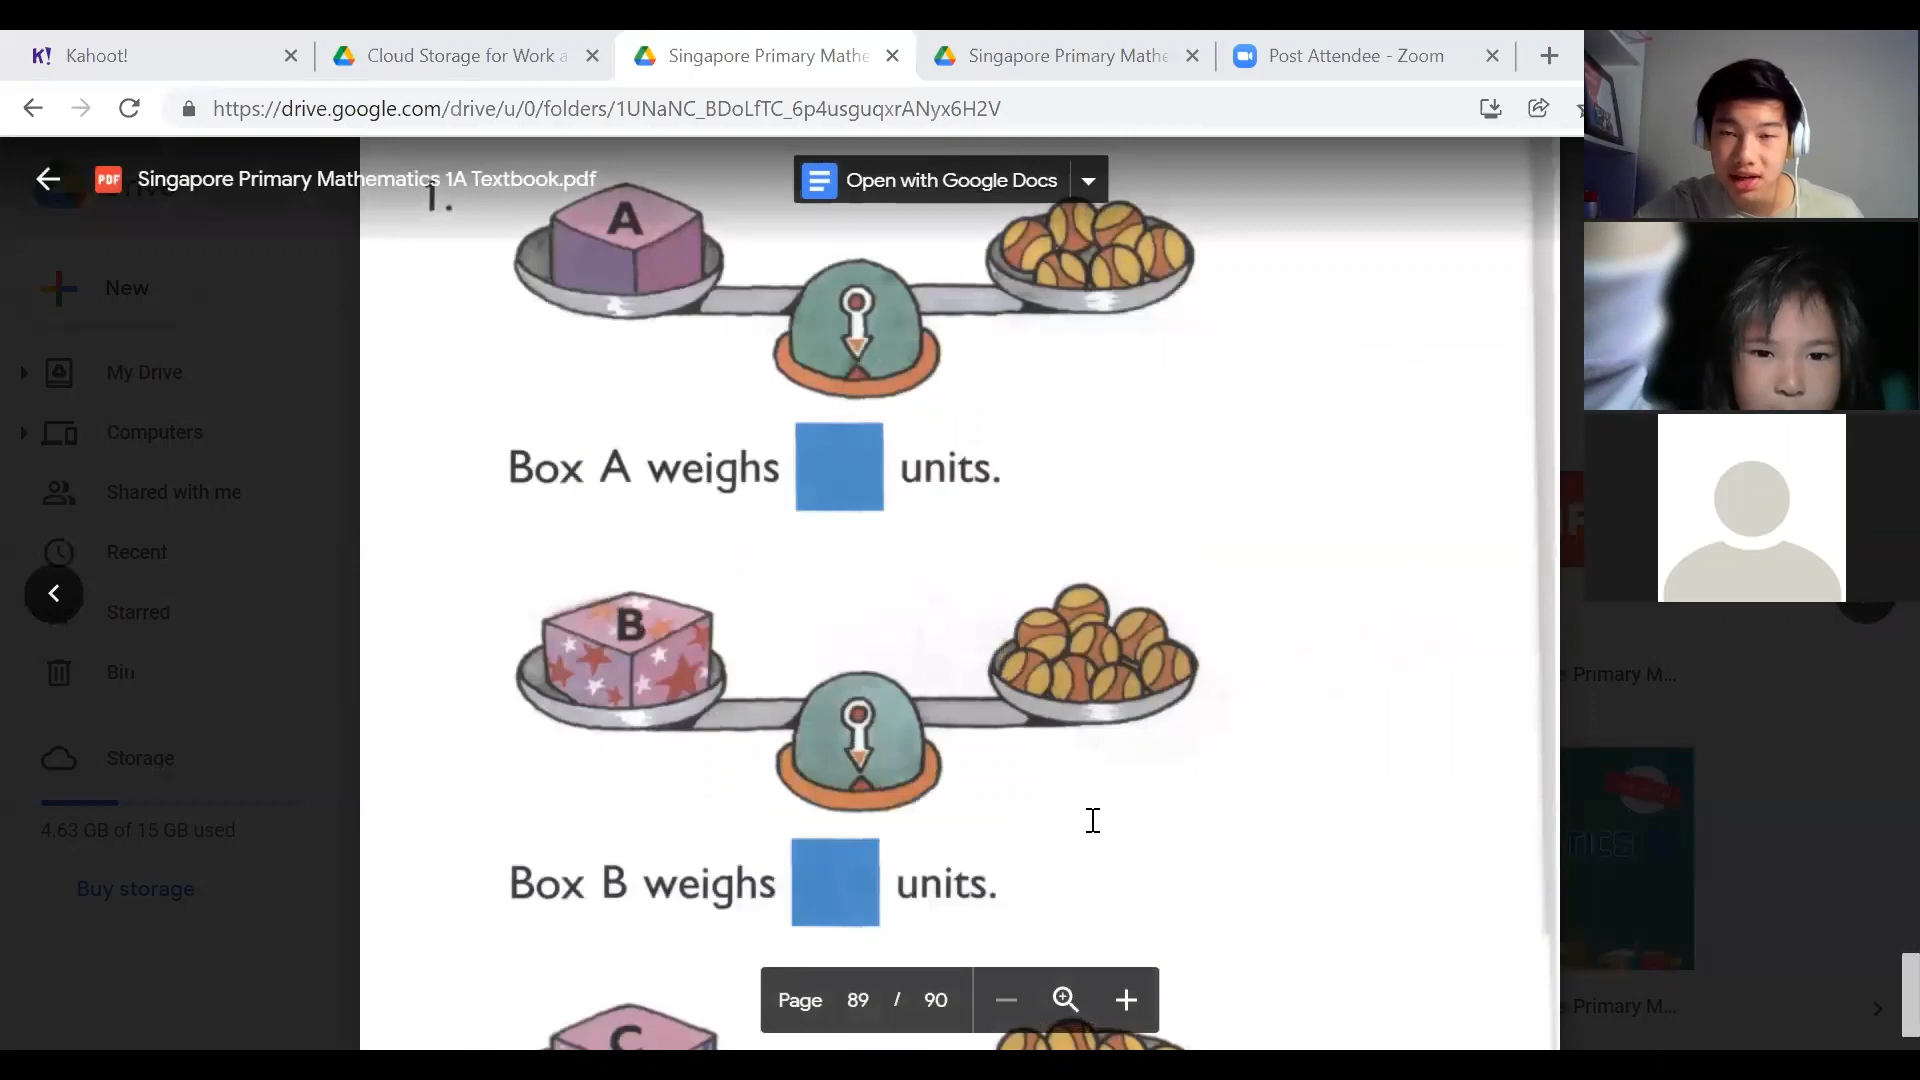 Kahoot!
Cloud Storage for Work a
Singapore Primary Mathe
Singapore Primary Mathe
Post Attendee - Zoom
https://drive.google.com/drive/u/0/folders/1UNaNC_BDoLfTC_6p4usguqxrANyx6H2V
PDF
Singapore Primary Mathematics 1A Textbook.pdf
Open with Google Docs
1.
A
New
My Drive
Computers
Box A weighs units.
Shared with me
Recent
Starred
B
Bin
Primary M...
Storage
4.63 GB of 15 GB used
Buy storage
Box B weighs units.
Page 89 / 90
Primary M...
C